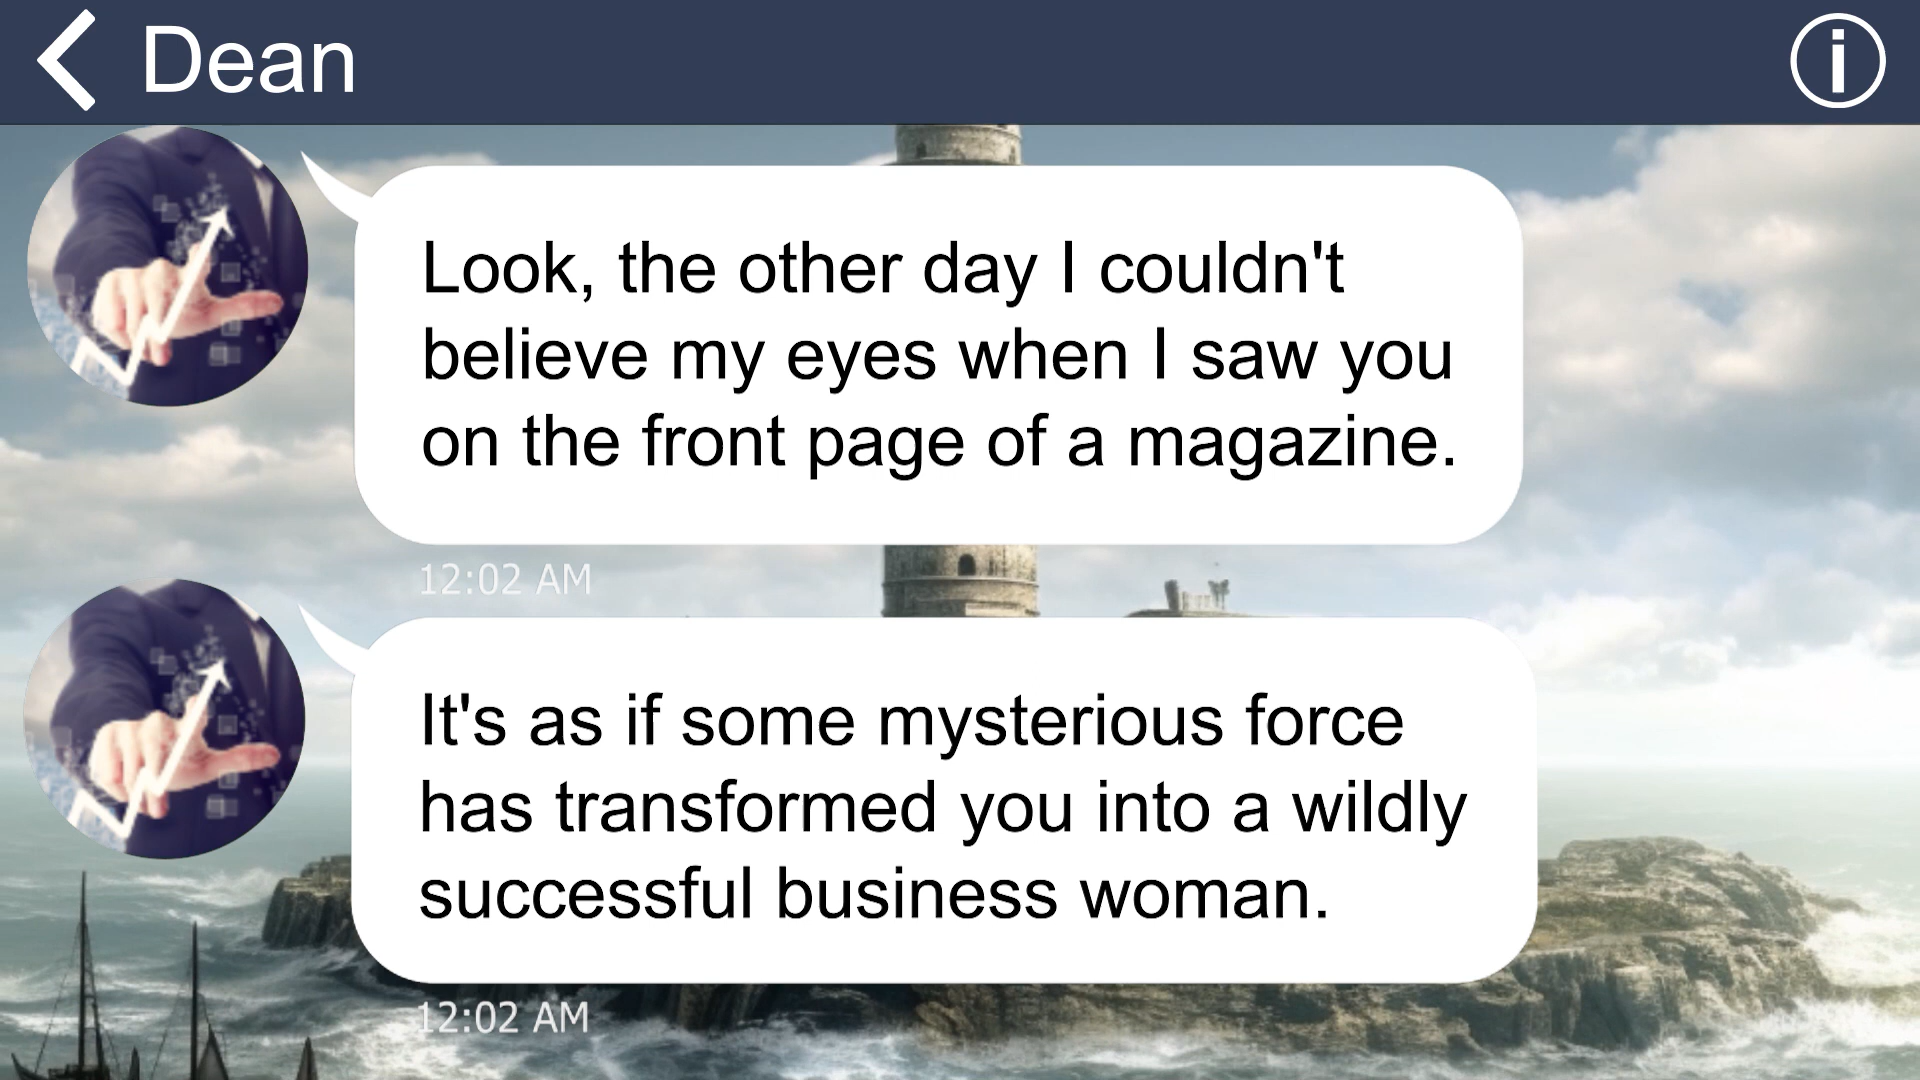 Dean
Look, the other day I couldn't
believe my eyes when I saw you
on the front page of a magazine.
12:02 AM
It's as if some mysterious force
has transformed you into a wildly
successful business woman.
12:02 AM